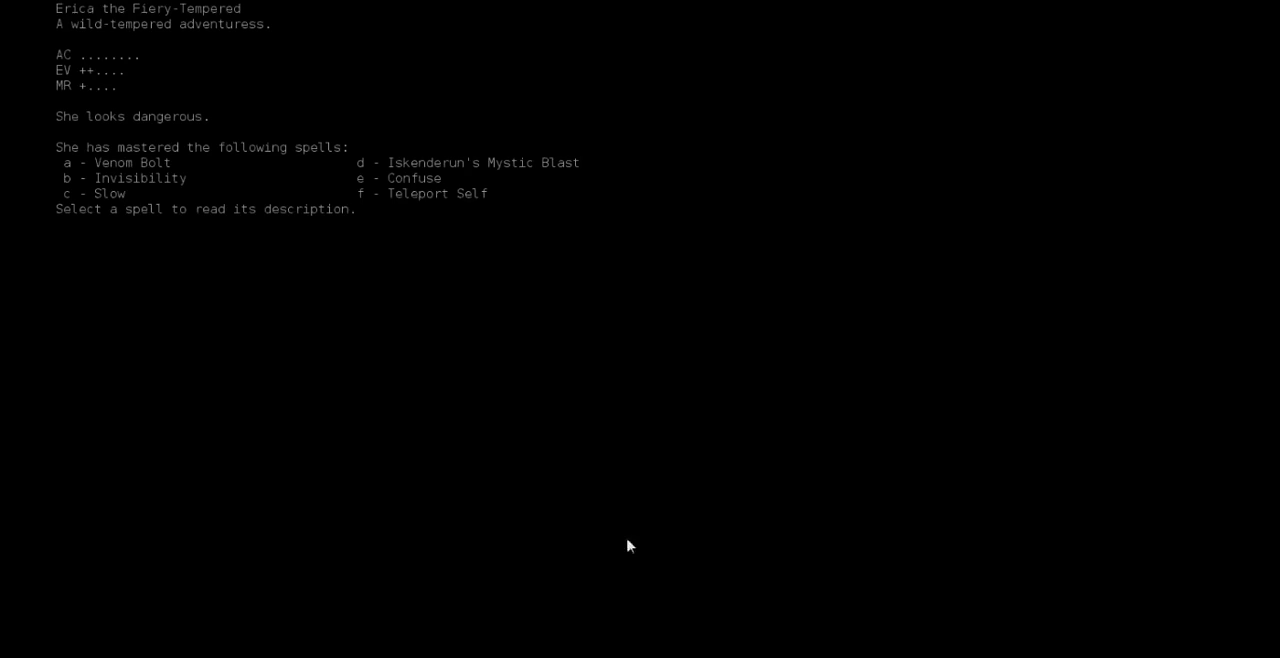 Erica the Fiery-Tempered
A wild-tempered adventuress.
AC ........
EV ++....
MR +....
She looks dangerous.
She has mastered the following spells:
a - Venom Bolt d - Iskenderun's Mystic Blast
b - Invisibility e - Confuse
c - Slow f - Teleport Self
Select a spell to read its description.